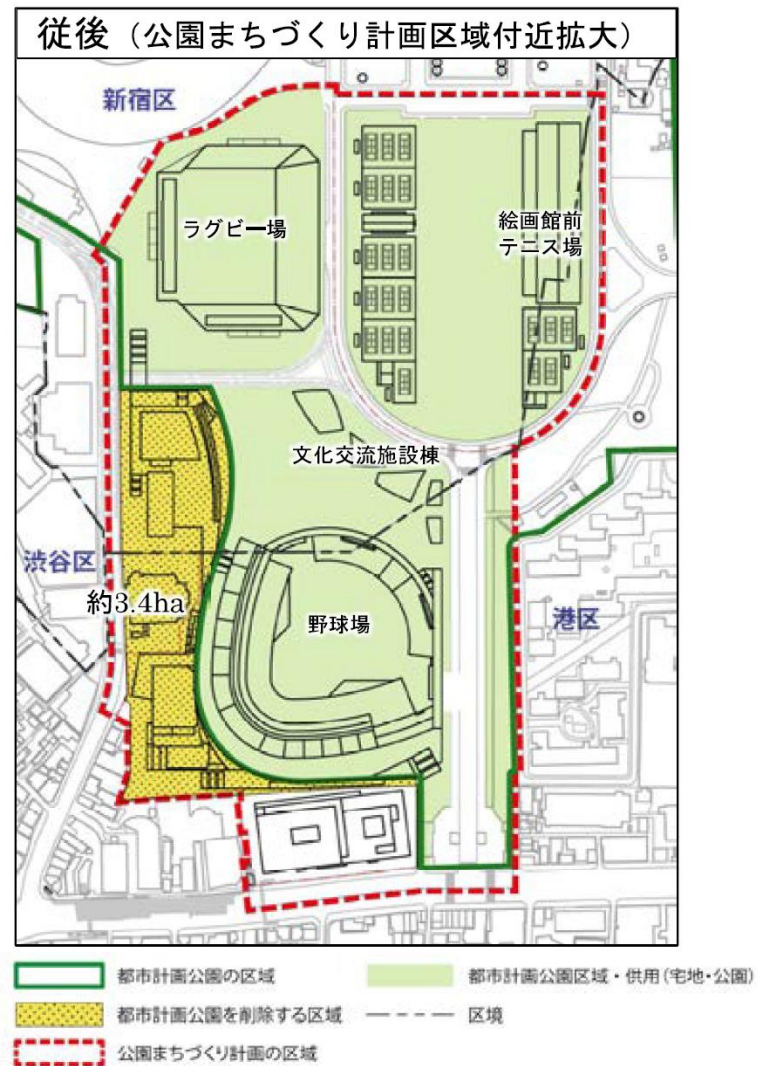 従後（公園まちづくり計画区域付近拡大）
新宿区
ラグビー場
絵画館前
テニス場
文化交流施設棟
渋谷区
約3.4ha
野球場
港区
都市計画公園の区域
都市計画公園区域・供用（宅地・公園）
都市計画公園を削除する区域
区境
公園まちづくり計画の区域